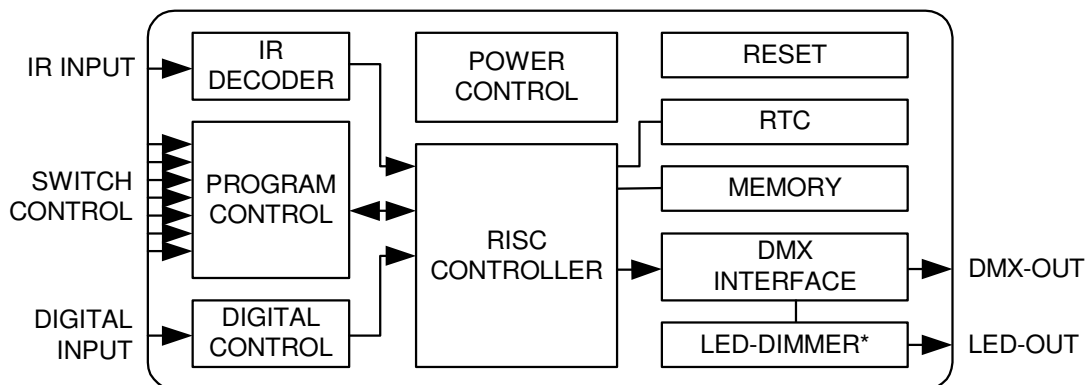 IR INPUT
IR
DECODER
POWER
CONTROL
RESET
RTC
SWITCH
CONTROL
PROGRAM
CONTROL
MEMORY
RISC
CONTROLLER
DMX
INTERFACE
DMX-OUT
DIGITAL
INPUT
DIGITAL
CONTROL
LED-DIMMER*
LED-OUT